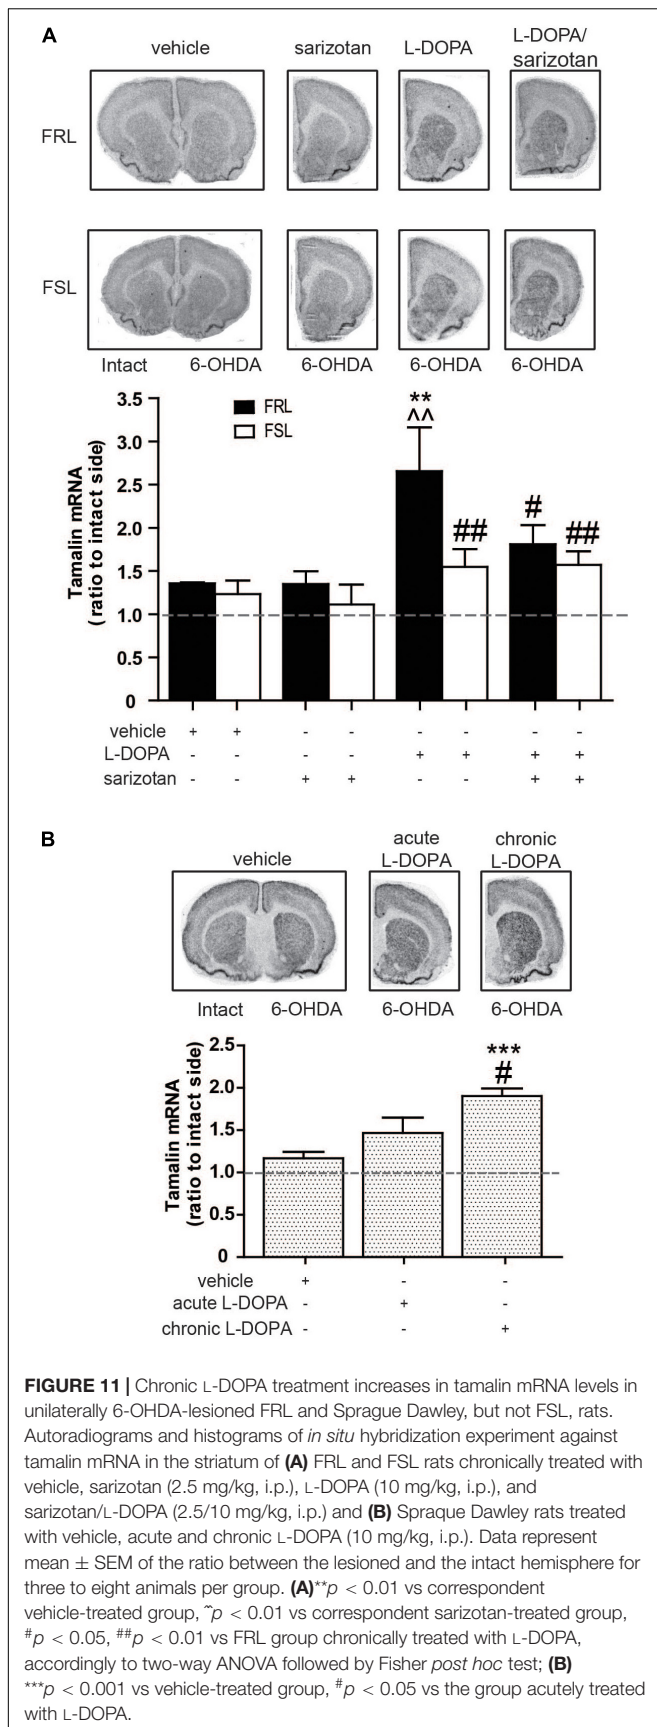 A
vehicle sarizotan L-DOPA L-DOPA/
sarizotan
FRL
FSL
Intact 6-OHDA 6-OHDA 6-OHDA 6-OHDA
3.5
3.0
2.5
2.0
1.5
1.0
0.5
0
Tamalin mRNA
(ratio to intact side)
FRL
FSL
**
^^
##
#
##
vehicle + + - - - - - -
L-DOPA - - - - + + + +
sarizotan - - + + - - + +
B
vehicle acute
L-DOPA chronic
L-DOPA
Intact 6-OHDA 6-OHDA 6-OHDA
2.5
2.0
1.5
1.0
0.5
0
Tamalin mRNA
(ratio to intact side)
***
#
vehicle + - -
acute L-DOPA - + -
chronic L-DOPA - - +
FIGURE 11 | Chronic L-DOPA treatment increases in tamalin mRNA levels in
unilaterally 6-OHDA-lesioned FRL and Sprague Dawley, but not FSL, rats.
Autoradiograms and histograms of in situ hybridization experiment against
tamalin mRNA in the striatum of (A) FRL and FSL rats chronically treated with
vehicle, sarizotan (2.5 mg/kg, i.p.), L-DOPA (10 mg/kg, i.p.), and
sarizotan/L-DOPA (2.5/10 mg/kg, i.p.) and (B) Spraque Dawley rats treated
with vehicle, acute and chronic L-DOPA (10 mg/kg, i.p.). Data represent
mean ± SEM of the ratio between the lesioned and the intact hemisphere for
three to eight animals per group. (A)**p < 0.01 vs correspondent
vehicle-treated group, ^^p < 0.01 vs correspondent sarizotan-treated group,
#p < 0.05, ##p < 0.01 vs FRL group chronically treated with L-DOPA,
accordingly to two-way ANOVA followed by Fisher post hoc test; (B)
***p < 0.001 vs vehicle-treated group, #p < 0.05 vs the group acutely treated
with L-DOPA.